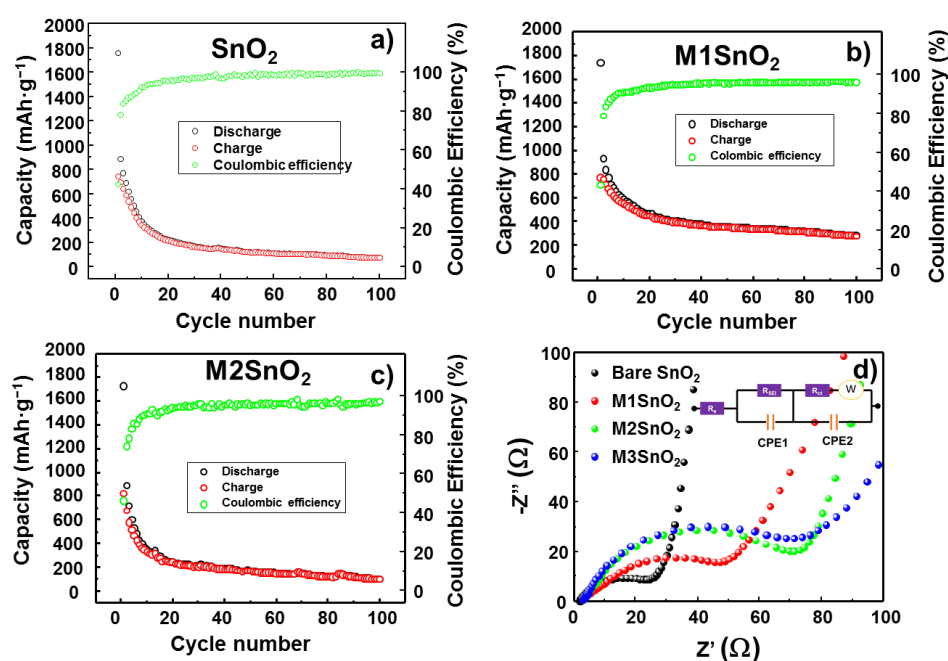 SnO2
a)
2000
1800
1600
1400
1200
1000
800
600
400
200
0
Capacity (mAh·g⁻¹)
Discharge
Charge
Coulombic efficiency
100
80
60
40
20
0
Coulombic Efficiency (%)
0 20 40 60 80 100
Cycle number
M1SnO2
b)
2000
1800
1600
1400
1200
1000
800
600
400
200
0
Capacity (mAh·g⁻¹)
Discharge
Charge
Colombic efficiency
100
80
60
40
20
0
Coulombic Efficiency (%)
0 20 40 60 80 100
Cycle number
M2SnO2
c)
2000
1800
1600
1400
1200
1000
800
600
400
200
0
Capacity (mAh·g⁻¹)
Discharge
Charge
Coulombic efficiency
100
80
60
40
20
0
Coulombic Efficiency (%)
0 20 40 60 80 100
Cycle number
d)
100
80
60
40
20
0
-Z'' (Ω)
Bare SnO2
M1SnO2
M2SnO2
M3SnO2
Rct
W
CPE1
CPE2
0 20 40 60 80 100
Z' (Ω)